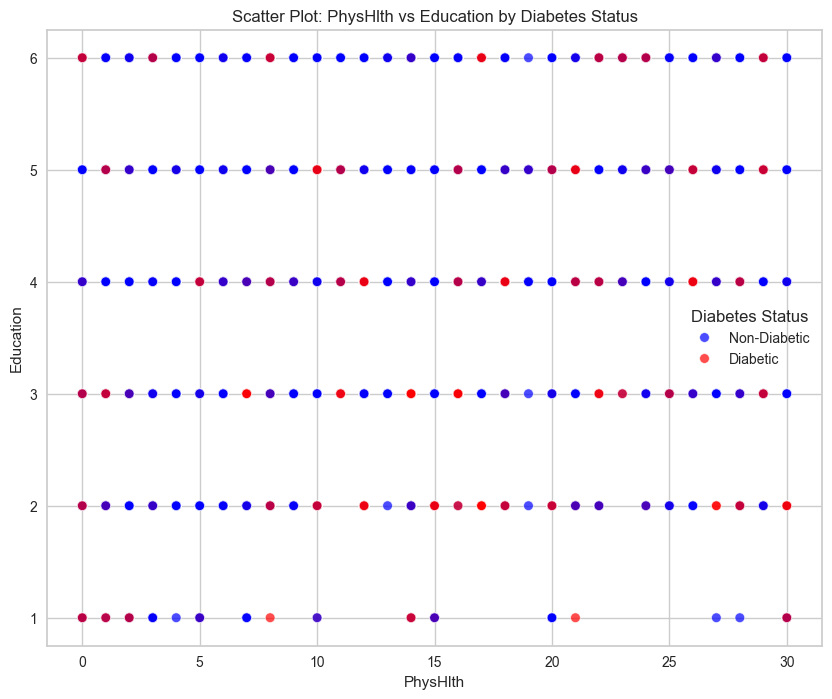 Scatter Plot: PhysHlth vs Education by Diabetes Status
6
5
4
3
2
1
Education
Diabetes Status
Non-Diabetic
Diabetic
0 5 10 15 20 25 30
PhysHlth